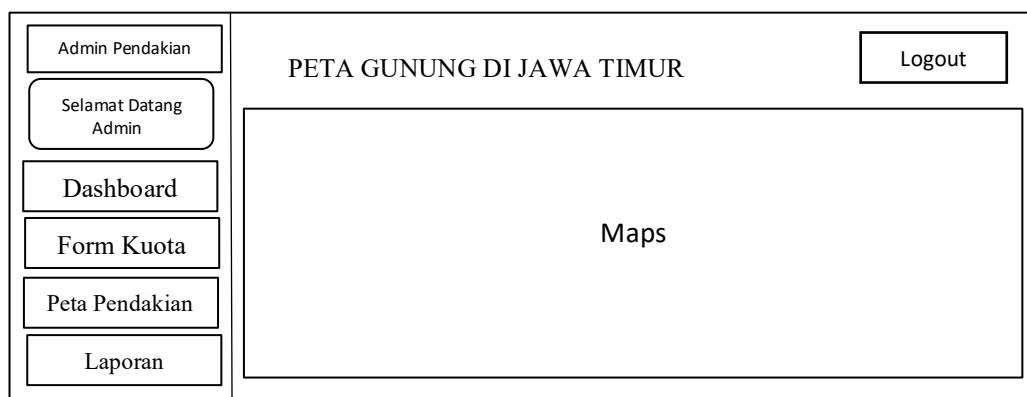 Admin Pendakian
Selamat Datang
Admin
Dashboard
Form Kuota
Peta Pendakian
Laporan
PETA GUNUNG DI JAWA TIMUR
Logout
Maps